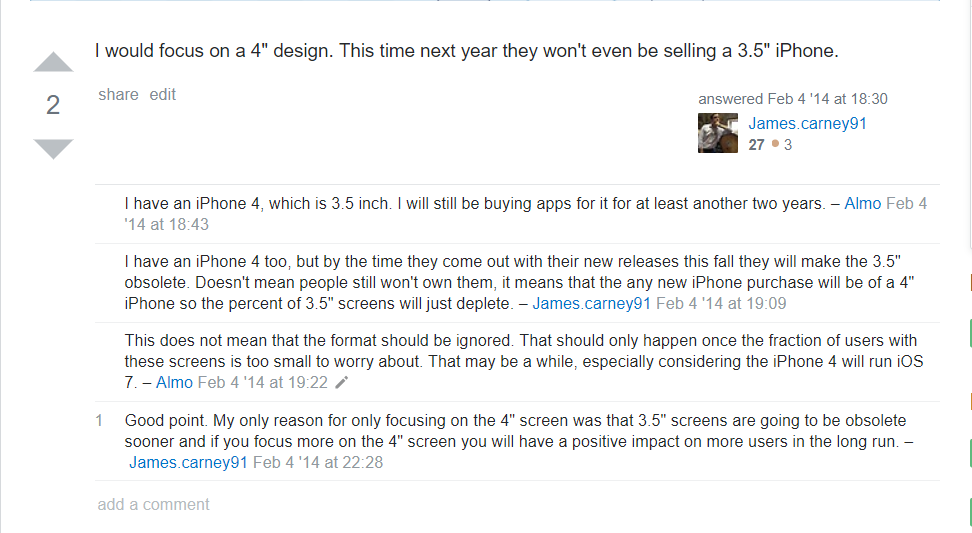 I would focus on a 4" design. This time next year they won't even be selling a 3.5" iPhone.
2
share edit
answered Feb 4 '14 at 18:30
James.carney91
27 3
I have an iPhone 4, which is 3.5 inch. I will still be buying apps for it for at least another two years. – Almo Feb 4
'14 at 18:43
I have an iPhone 4 too, but by the time they come out with their new releases this fall they will make the 3.5"
obsolete. Doesn't mean people still won't own them, it means that the any new iPhone purchase will be of a 4"
iPhone so the percent of 3.5" screens will just deplete. – James.carney91 Feb 4 '14 at 19:09
This does not mean that the format should be ignored. That should only happen once the fraction of users with
these screens is too small to worry about. That may be a while, especially considering the iPhone 4 will run iOS
7. – Almo Feb 4 '14 at 19:22
1 Good point. My only reason for only focusing on the 4" screen was that 3.5" screens are going to be obsolete
sooner and if you focus more on the 4" screen you will have a positive impact on more users in the long run. –
James.carney91 Feb 4 '14 at 22:28
add a comment